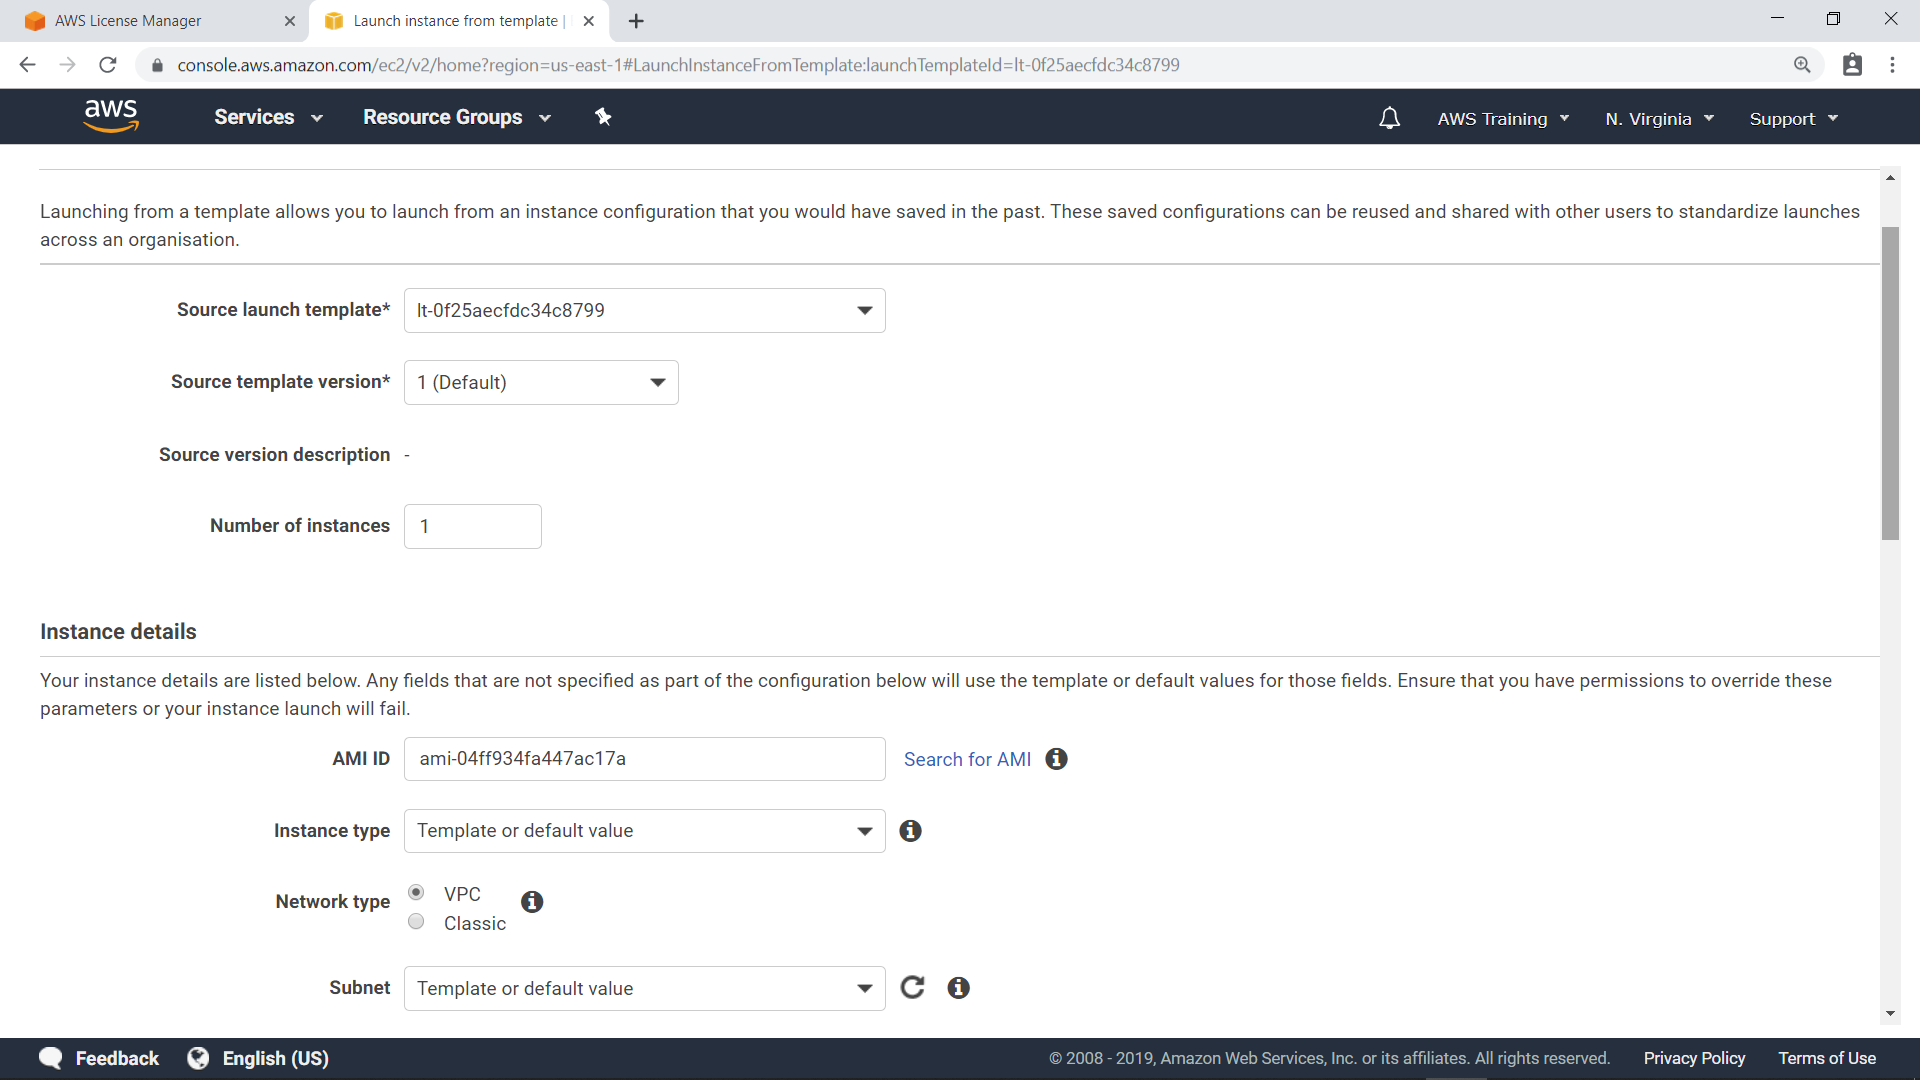 AWS License Manager
Launch instance from template |
console.aws.amazon.com/ec2/v2/home?region=us-east-1#LaunchInstanceFromTemplate:launchTemplateId=lt-0f25aecfdc34c8799
aws Services Resource Groups AWS Training N. Virginia Support
Launching from a template allows you to launch from an instance configuration that you would have saved in the past. These saved configurations can be reused and shared with other users to standardize launches
across an organisation.
Source launch template* lt-0f25aecfdc34c8799
Source template version* 1 (Default)
Source version description -
Number of instances 1
Instance details
Your instance details are listed below. Any fields that are not specified as part of the configuration below will use the template or default values for those fields. Ensure that you have permissions to override these
parameters or your instance launch will fail.
AMI ID ami-04ff934fa447ac17a Search for AMI
Instance type Template or default value
Network type VPC
Classic
Subnet Template or default value
Feedback English (US) © 2008 - 2019, Amazon Web Services, Inc. or its affiliates. All rights reserved. Privacy Policy Terms of Use